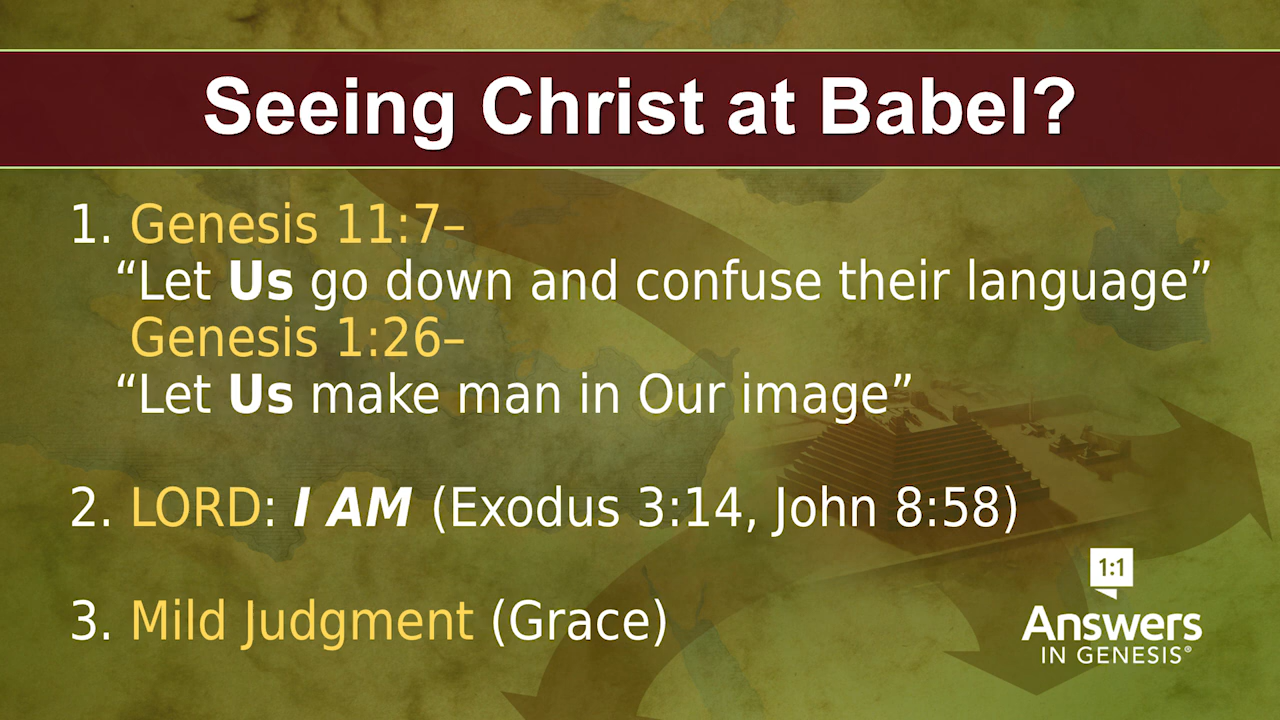 Seeing Christ at Babel?
1. Genesis 11:7–
“Let Us go down and confuse their language”
Genesis 1:26–
“Let Us make man in Our image”
2. LORD: I AM (Exodus 3:14, John 8:58)
3. Mild Judgment (Grace)
1:1
Answers
IN GENESIS®